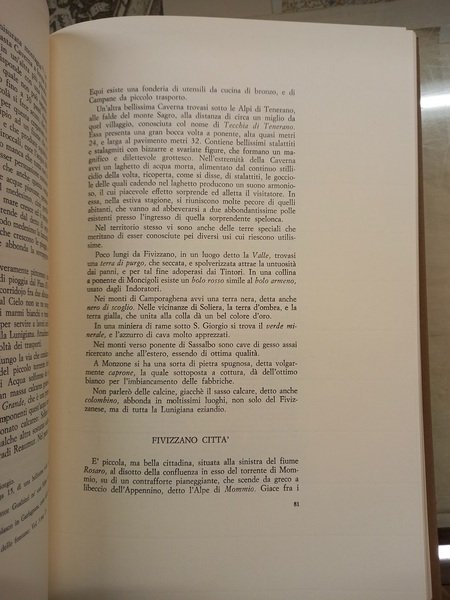 Equi esiste una fonderia di utensili da cucina di bronzo, e di
Campane da piccolo trasporto.
Un'altra bellissima Caverna trovasi sotto le Alpi di Tenerano,
alle falde del monte Sagro, alla distanza di circa un miglio da
quel villaggio, conosciuta col nome di Tecchia di Tenerano.
Essa presenta una gran bocca volta a ponente, alta quasi metri
24, e larga al pavimento metri 32. Contiene bellissimi stalattiti
e stalagmiti con bizzarre e svariate figure, che formano un ma-
gnifico e dilettevole grottesco. Nell'estremità della Caverna
avvi un laghetto di acqua morta, alimentato dal continuo stilli-
cidio della volta, ricoperta, come si disse, di stalattiti, le goccio-
le delle quali cadendo nel laghetto producono un suono armonio-
so, il cui piacevole effetto sorprende ed alletta il visitatore. In
essa, nella estiva stagione, si riuniscono molte pecore di quelli
abitanti, che vanno ad abbeverarsi a due abbondantissime polle
esistenti presso l'ingresso di quella sorprendente spelonca.
Nel territorio stesso vi sono anche delle terre speciali che
meritano di esser conosciute pei diversi usi cui riescono utilis-
sime.
Poco lungi da Fivizzano, in un luogo detto la Valle, trovasi
una terra di purgo, che, seccata, e spolverizzata attrae la untuosità
dai panni, e per tal fine adoperasi dai Tintori. In una collina
a ponente di Moncigoli esiste un bolo rosso simile al bolo armeno,
usato dagli Indoratori.
Nei monti di Camporaghena avvi una terra nera, detta anche
nero di scoglio. Nelle vicinanze di Soliera, la terra d'ombra, e la
terra gialla, che unita alla colla dà un bel colore d'oro.
In una miniera di rame sotto S. Giorgio si trova il verde mi-
nerale, e l'azzurro di cava molto apprezzati.
Nei monti verso ponente di Sassalbo sono cave di gesso assai
ricercato anche all'estero, essendo di ottima qualità.
A Monzone si ha una sorta di pietra spugnosa, detta volgar-
mente caprone, la quale sottoposta a cottura, dà dell'ottimo
bianco per l'imbiancamento delle fabbriche.
Non parlerò delle calcine, giacchè il sasso calcare, detto anche
colombino, abbonda in moltissimi luoghi, non solo del Fiviz-
zanese, ma di tutta la Lunigiana eziandio.
FIVIZZANO CITTA'
E' piccola, ma bella cittadina, situata alla sinistra del fiume
Rosaro, al disotto della confluenza in esso del torrente di Mom-
mio, su di un contrafforte pianeggiante, che scende da greco a
libeccio dell'Appennino, detto l'Alpe di Mommio. Giace fra i
81